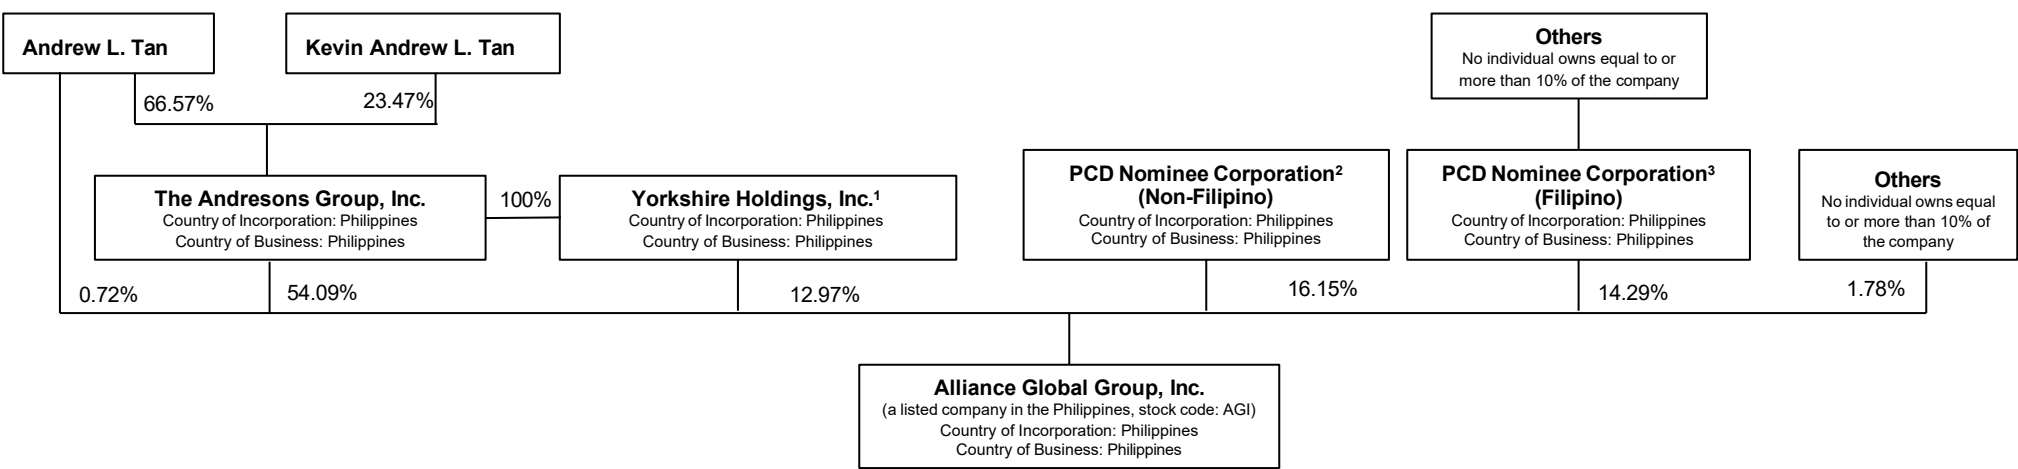 Andrew L. Tan
Kevin Andrew L. Tan
Others
No individual owns equal to or
more than 10% of the company
66.57%
23.47%
The Andresons Group, Inc.
Country of Incorporation: Philippines
Country of Business: Philippines
100%
Yorkshire Holdings, Inc.¹
Country of Incorporation: Philippines
Country of Business: Philippines
PCD Nominee Corporation²
(Non-Filipino)
Country of Incorporation: Philippines
Country of Business: Philippines
PCD Nominee Corporation³
(Filipino)
Country of Incorporation: Philippines
Country of Business: Philippines
Others
No individual owns equal
to or more than 10% of
the company
0.72%
54.09%
12.97%
16.15%
14.29%
1.78%
Alliance Global Group, Inc.
(a listed company in the Philippines, stock code: AGI)
Country of Incorporation: Philippines
Country of Business: Philippines